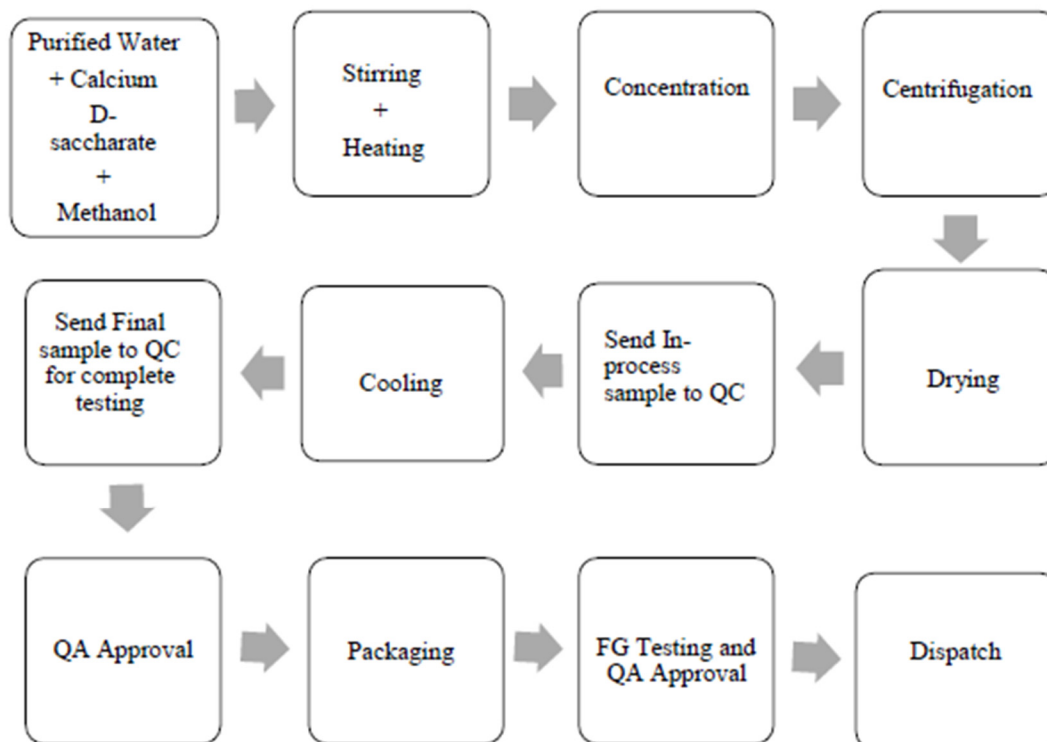 Purified Water
+ Calcium
D-
saccharate
+
Methanol
Stirring
+
Heating
Concentration
Centrifugation
Drying
Send In-
process
sample to QC
Cooling
Send Final
sample to QC
for complete
testing
QA Approval
Packaging
FG Testing and
QA Approval
Dispatch